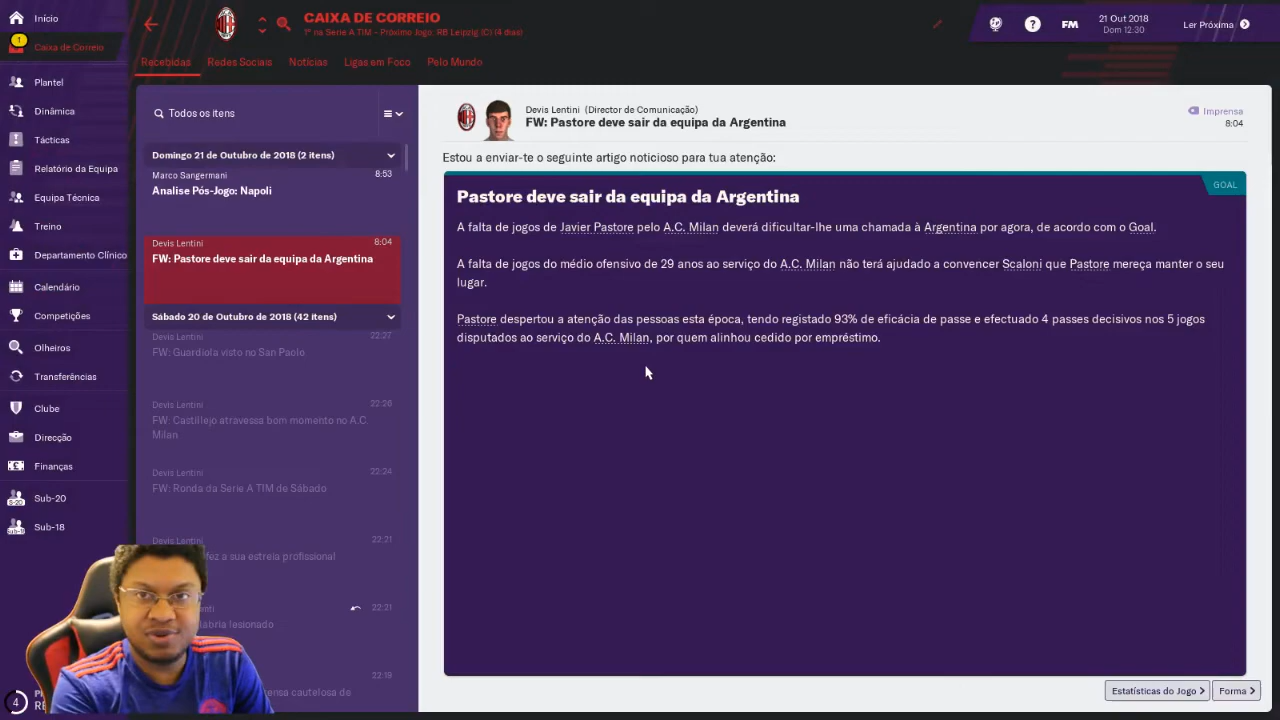 Início
CAIXA DE CORREIO
1º na Serie A TIM - Próximo Jogo: RB Leipzig (C) (4 dias)
FM
21 Out 2018
Dom 12:30
Ler Próxima
1
Caixa de Correio
Recebidas
Redes Sociais
Notícias
Ligas em Foco
Pelo Mundo
Plantel
Dinâmica
Tácticas
Relatório da Equipa
Equipa Técnica
Treino
Departamento Clínico
Calendário
Competições
Olheiros
Transferências
Clube
Direcção
Finanças
Sub-20
Sub-18
4
Todos os itens
Domingo 21 de Outubro de 2018 (2 itens)
Marco Sangermani
8:53
Analise Pós-Jogo: Napoli
Devis Lentini
8:04
FW: Pastore deve sair da equipa da Argentina
Sábado 20 de Outubro de 2018 (42 itens)
Devis Lentini
22:27
FW: Guardiola visto no San Paolo
Devis Lentini
22:26
FW: Castillejo atravessa bom momento no A.C.
Milan
Devis Lentini
22:24
FW: Ronda da Serie A TIM de Sábado
Devis Lentini
22:21
fez a sua estreia profissional
22:21
lesionado
22:19
cautelosa de
Devis Lentini (Director de Comunicação)
FW: Pastore deve sair da equipa da Argentina
Imprensa
8:04
Estou a enviar-te o seguinte artigo noticioso para tua atenção:
GOAL
Pastore deve sair da equipa da Argentina
A falta de jogos de Javier Pastore pelo A.C. Milan deverá dificultar-lhe uma chamada à Argentina por agora, de acordo com o Goal.
A falta de jogos do médio ofensivo de 29 anos ao serviço do A.C. Milan não terá ajudado a convencer Scaloni que Pastore mereça manter o seu
lugar.
Pastore despertou a atenção das pessoas esta época, tendo registado 93% de eficácia de passe e efectuado 4 passes decisivos nos 5 jogos
disputados ao serviço do A.C. Milan, por quem alinhou cedido por empréstimo.
Estatísticas do Jogo
Forma